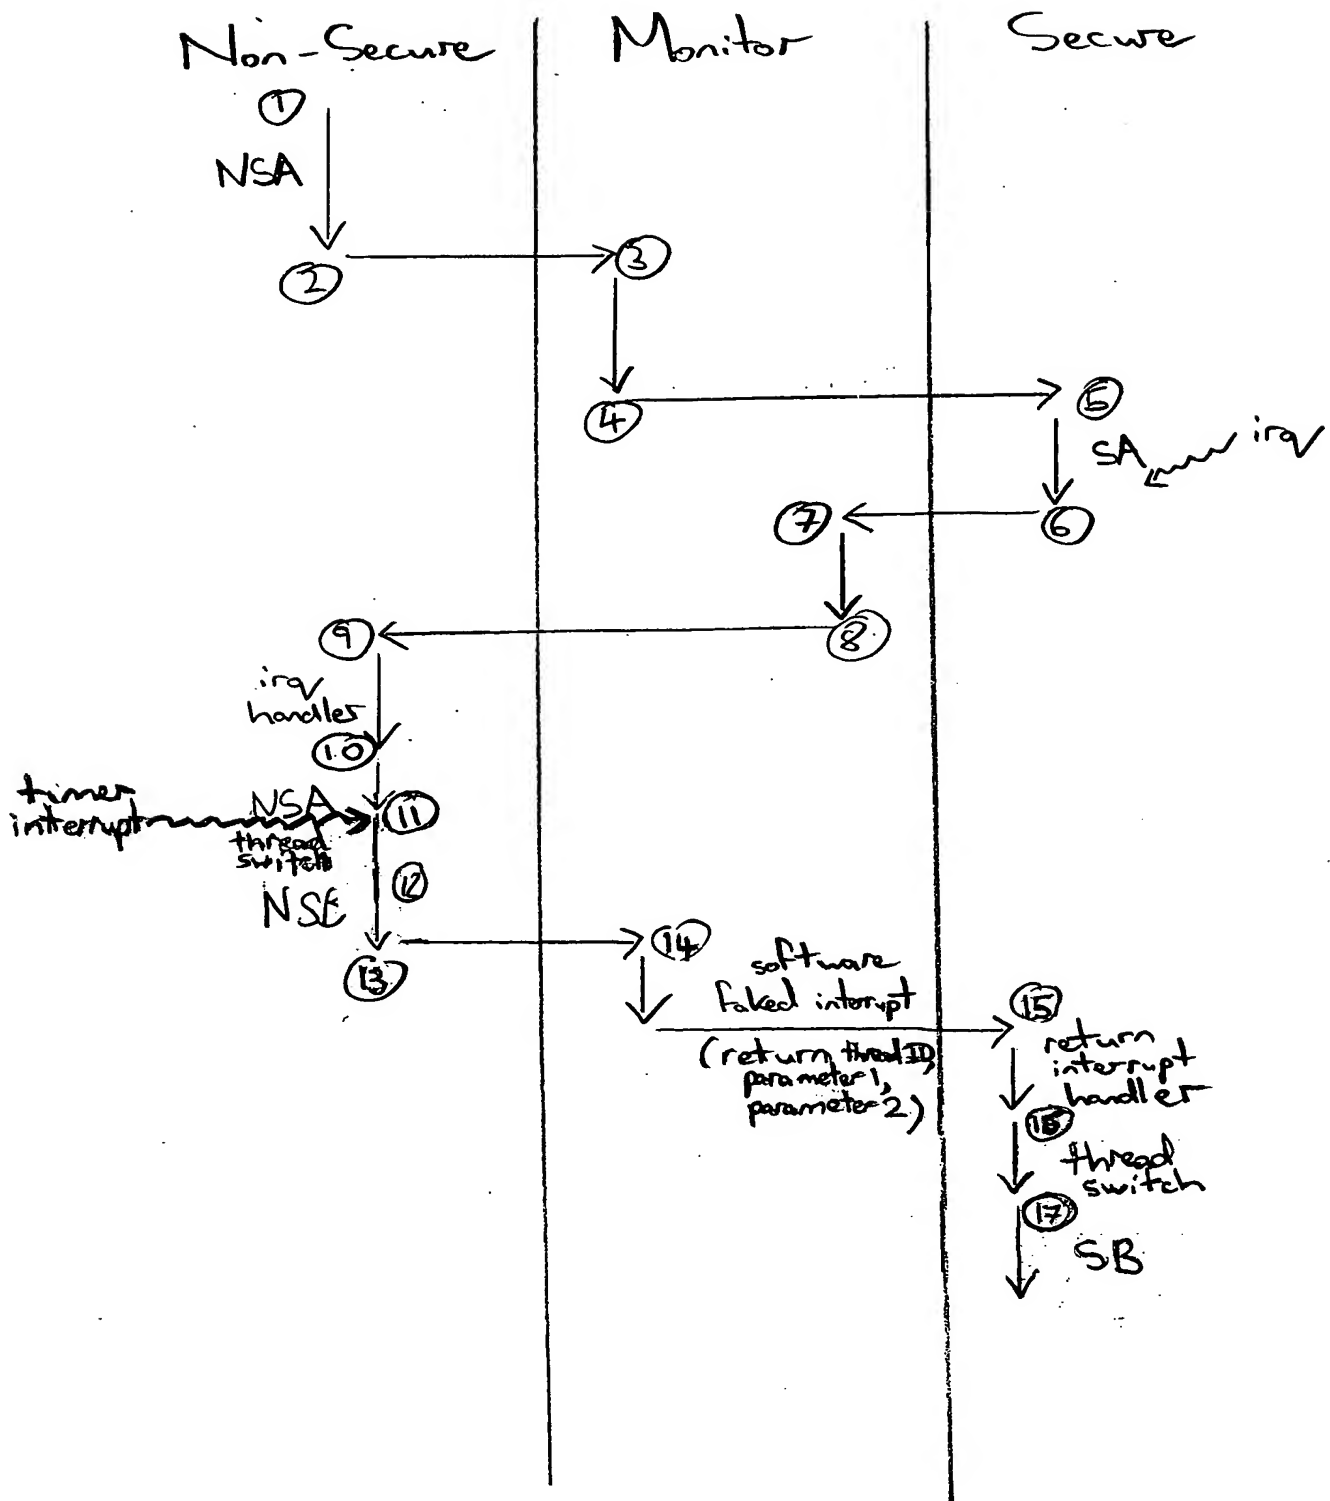 Non-Secure
Monitor
Secure
1
NSA
2
3
4
5
SA
irq
6
7
8
9
irq
handler
10
timer
interrupt
NSA
11
thread
switch
12
13
14
software
faked interrupt
(return, thread ID,
parameter 1,
parameter 2)
15
return
interrupt
handler
16
thread
switch
17
SB